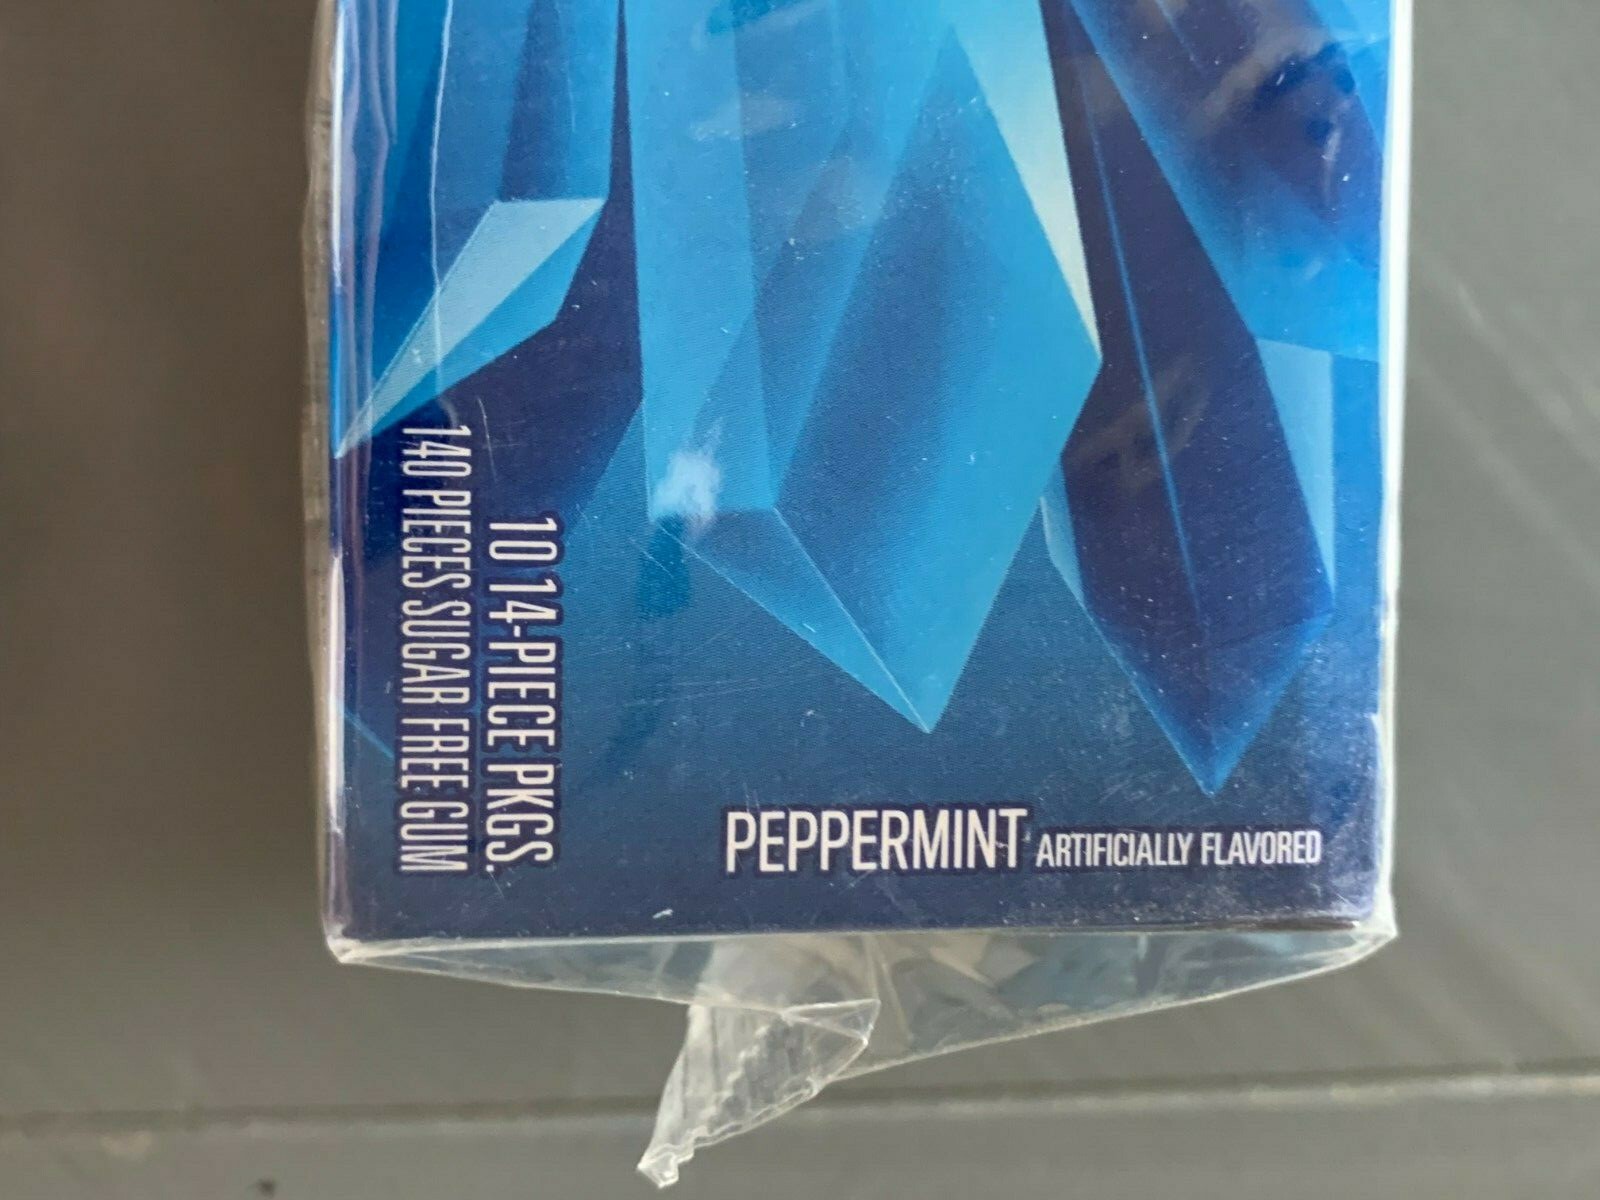 10 14-PIECE PKGS.
140 PIECES SUGAR FREE GUM
PEPPERMINT ARTIFICIALLY FLAVORED